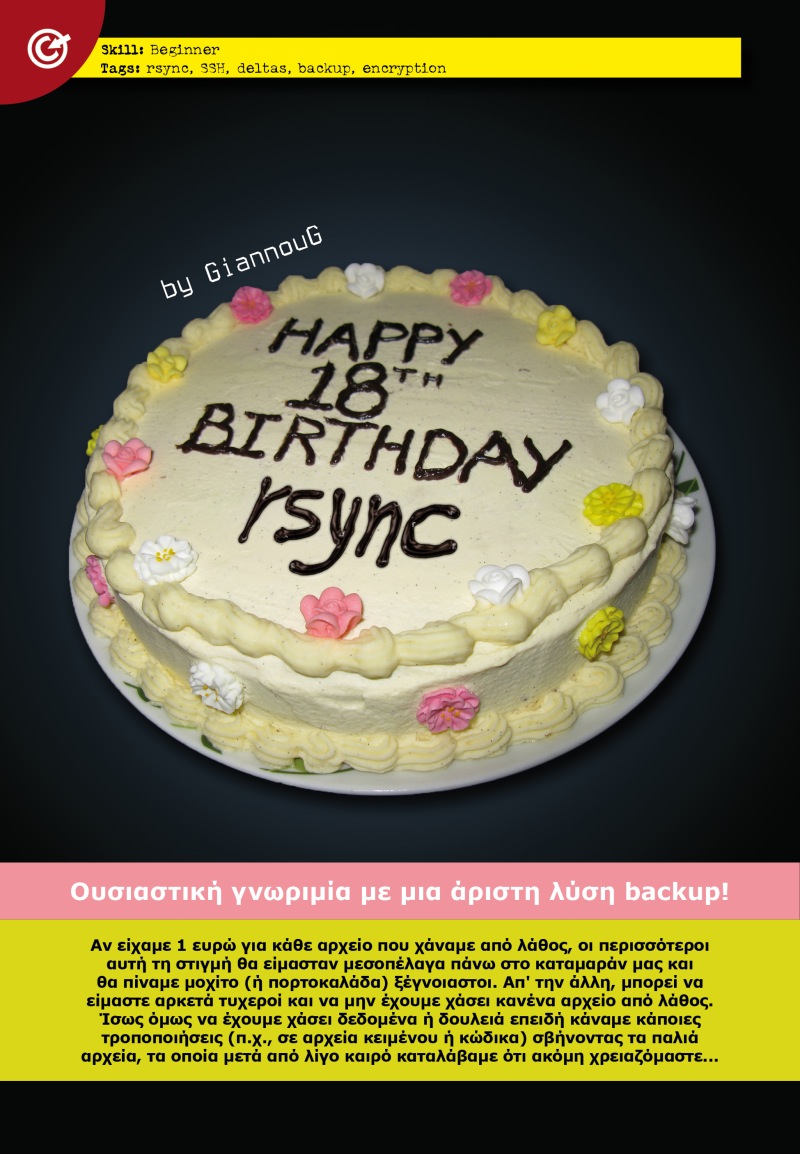 Skill: Beginner
Tags: rsync, SSH, deltas, backup, encryption
by GiannouG
HAPPY
18TH
BIRTHDAY
rsync
Ουσιαστική γνωριμία με μια άριστη λύση backup!
Αν είχαμε 1 ευρώ για κάθε αρχείο που χάναμε από λάθος, οι περισσότεροι
αυτή τη στιγμή θα είμασταν μεσοπέλαγα πάνω στο καταμαράν μας και
θα πίναμε μοχίτο (ή πορτοκαλάδα) ξέγνοιαστοι. Απ' την άλλη, μπορεί να
είμαστε αρκετά τυχεροί και να μην έχουμε χάσει κανένα αρχείο από λάθος.
Ίσως όμως να έχουμε χάσει δεδομένα ή δουλειά επειδή κάναμε κάποιες
τροποποιήσεις (π.χ., σε αρχεία κειμένου ή κώδικα) σβήνοντας τα παλιά
αρχεία, τα οποία μετά από λίγο καιρό καταλάβαμε ότι ακόμη χρειαζόμαστε...